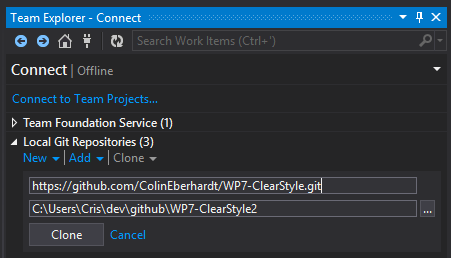 Team Explorer - Connect
Search Work Items (Ctrl+')
Connect | Offline
Connect to Team Projects...
Team Foundation Service (1)
Local Git Repositories (3)
New Add Clone
https://github.com/ColinEberhardt/WP7-ClearStyle.git
C:\Users\Cris\dev\github\WP7-ClearStyle2
...
Clone Cancel